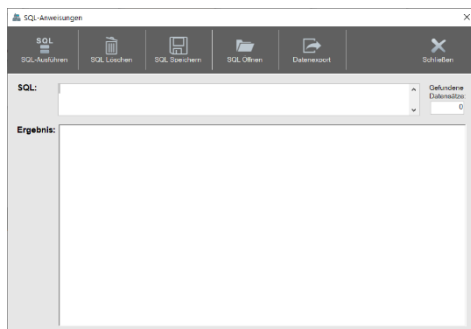 SQL-Anweisungen
SQL
SQL-Ausführen
SQL Löschen
SQL Speichern
SQL Öffnen
Datenexport
Schließen
SQL:
Gefundene
Datensätze:
0
Ergebnis: